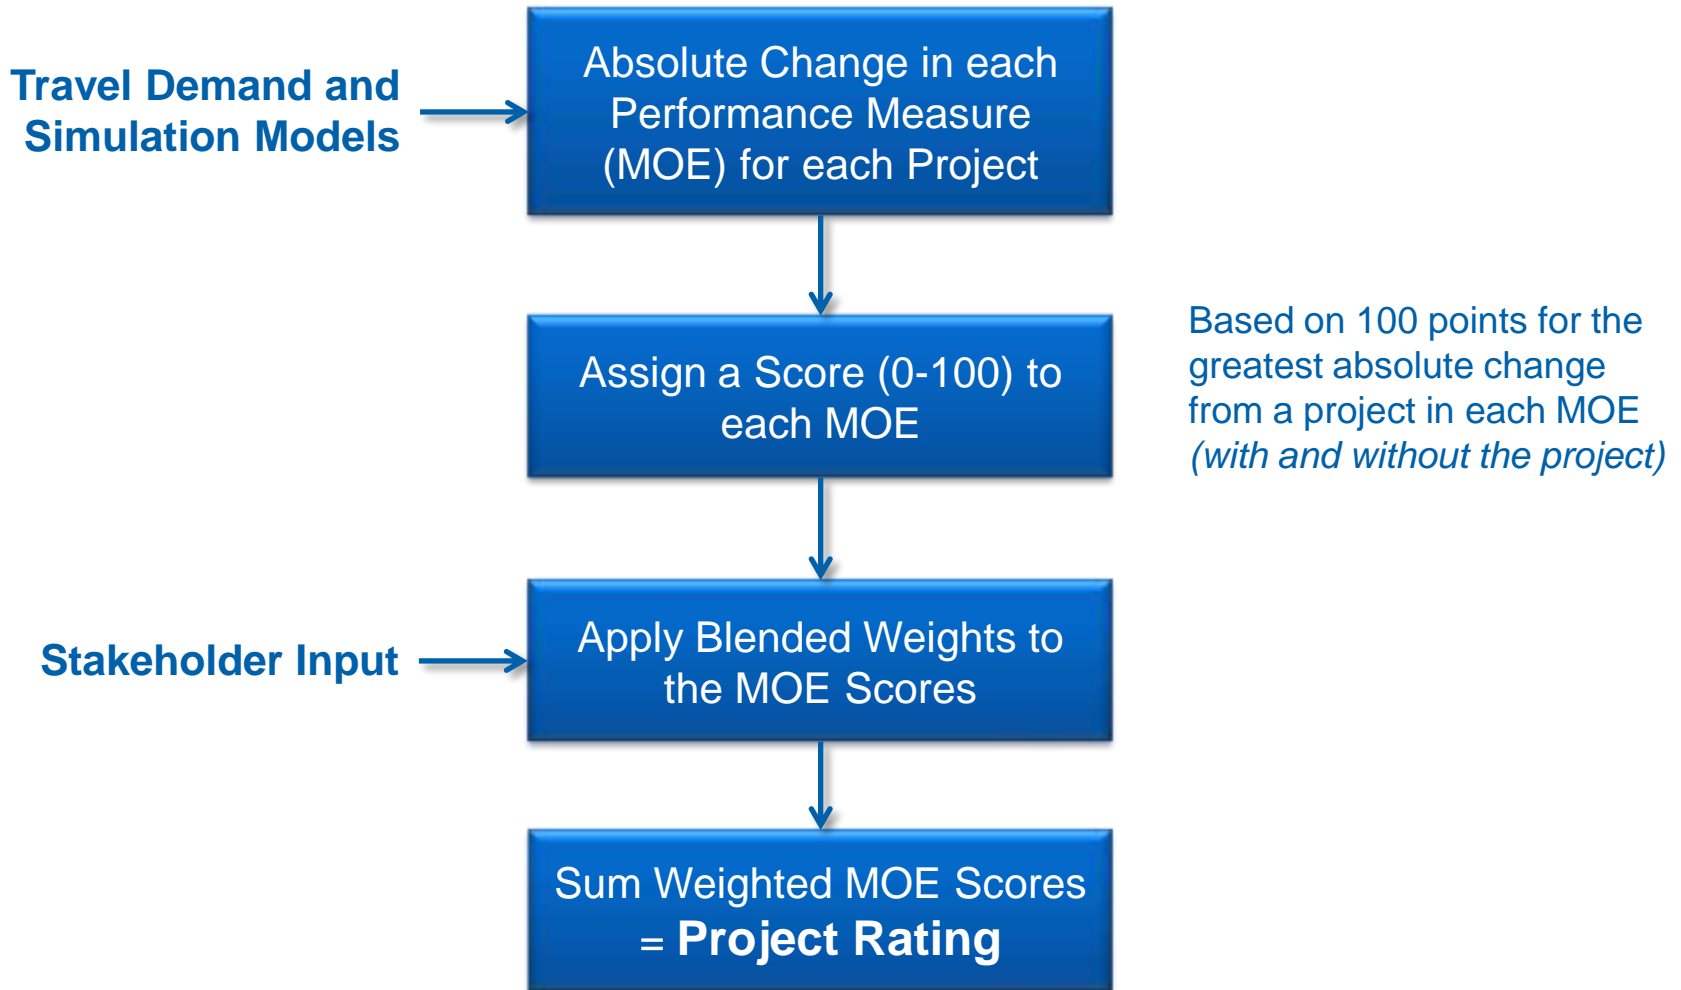 Travel Demand and
Simulation Models
Absolute Change in each
Performance Measure
(MOE) for each Project
Assign a Score (0-100) to
each MOE
Based on 100 points for the
greatest absolute change
from a project in each MOE
(with and without the project)
Stakeholder Input
Apply Blended Weights to
the MOE Scores
Sum Weighted MOE Scores
= Project Rating